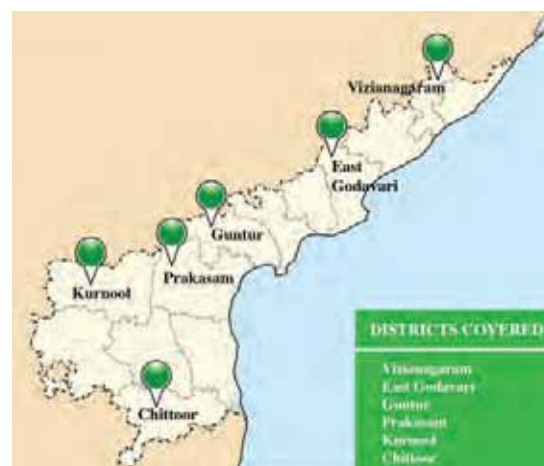 Vizianagaram
East
Godavari
Guntur
Prakasam
Kurnool
Chittoor
DISTRICTS COVERED
Vizianagaram
East Godavari
Guntur
Prakasam
Kurnool
Chittoor